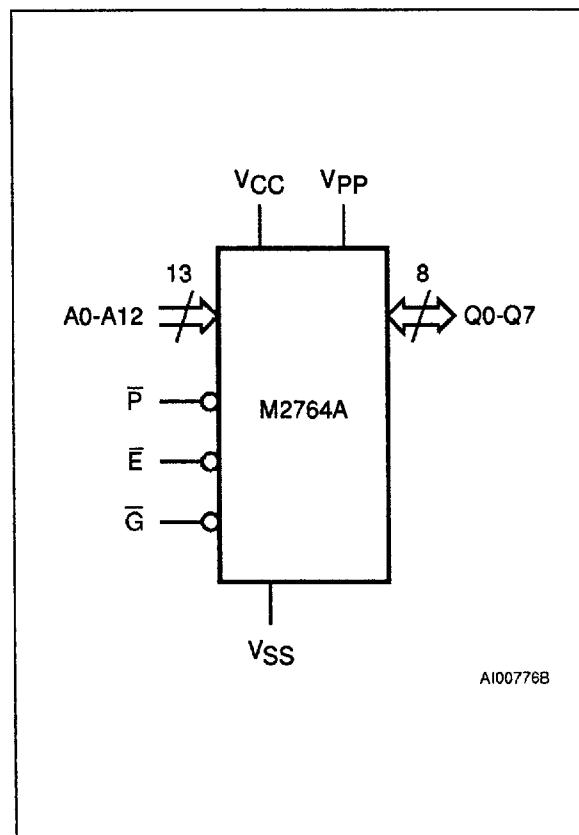 VCC VPP
13 8
A0-A12 Q0-Q7
P̅ M2764A
E̅
G̅
VSS
AI00776B